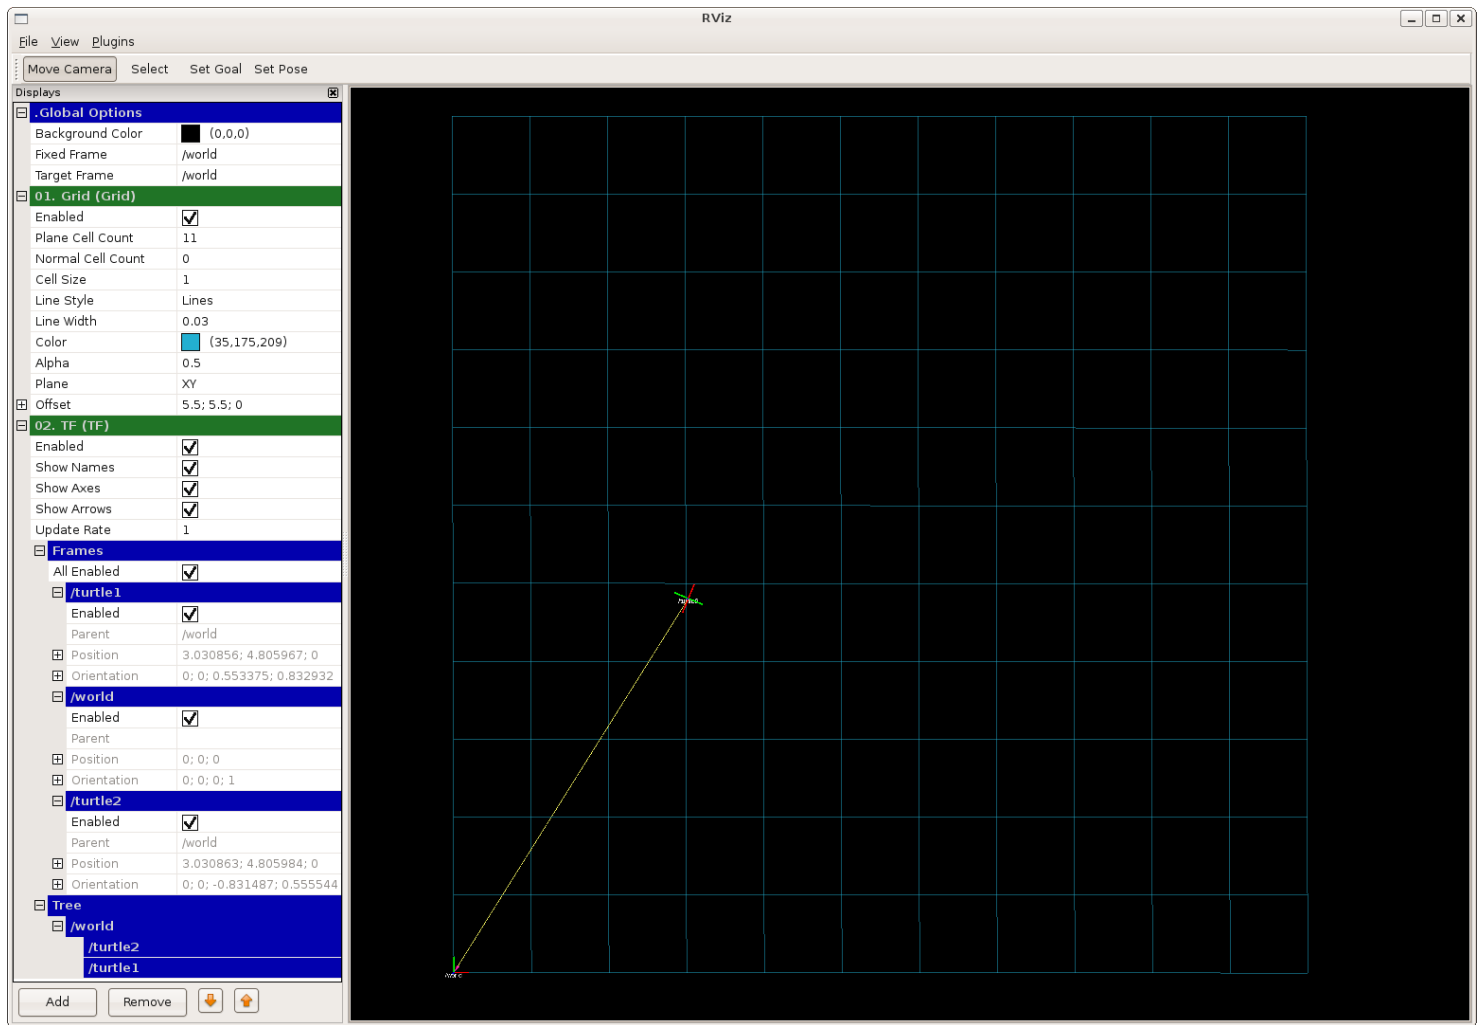 RViz
File View Plugins
Move Camera Select Set Goal Set Pose
Displays
.Global Options
Background Color (0,0,0)
Fixed Frame /world
Target Frame /world
01. Grid (Grid)
Enabled
Plane Cell Count 11
Normal Cell Count 0
Cell Size 1
Line Style Lines
Line Width 0.03
Color (35,175,209)
Alpha 0.5
Plane XY
Offset 5.5; 5.5; 0
02. TF (TF)
Enabled
Show Names
Show Axes
Show Arrows
Update Rate 1
Frames
All Enabled
/turtle1
Enabled
Parent /world
Position 3.030856; 4.805967; 0
Orientation 0; 0; 0.553375; 0.832932
/world
Enabled
Parent
Position 0; 0; 0
Orientation 0; 0; 0; 1
/turtle2
Enabled
Parent /world
Position 3.030863; 4.805984; 0
Orientation 0; 0; -0.831487; 0.555544
Tree
/world
/turtle2
/turtle1
Add Remove